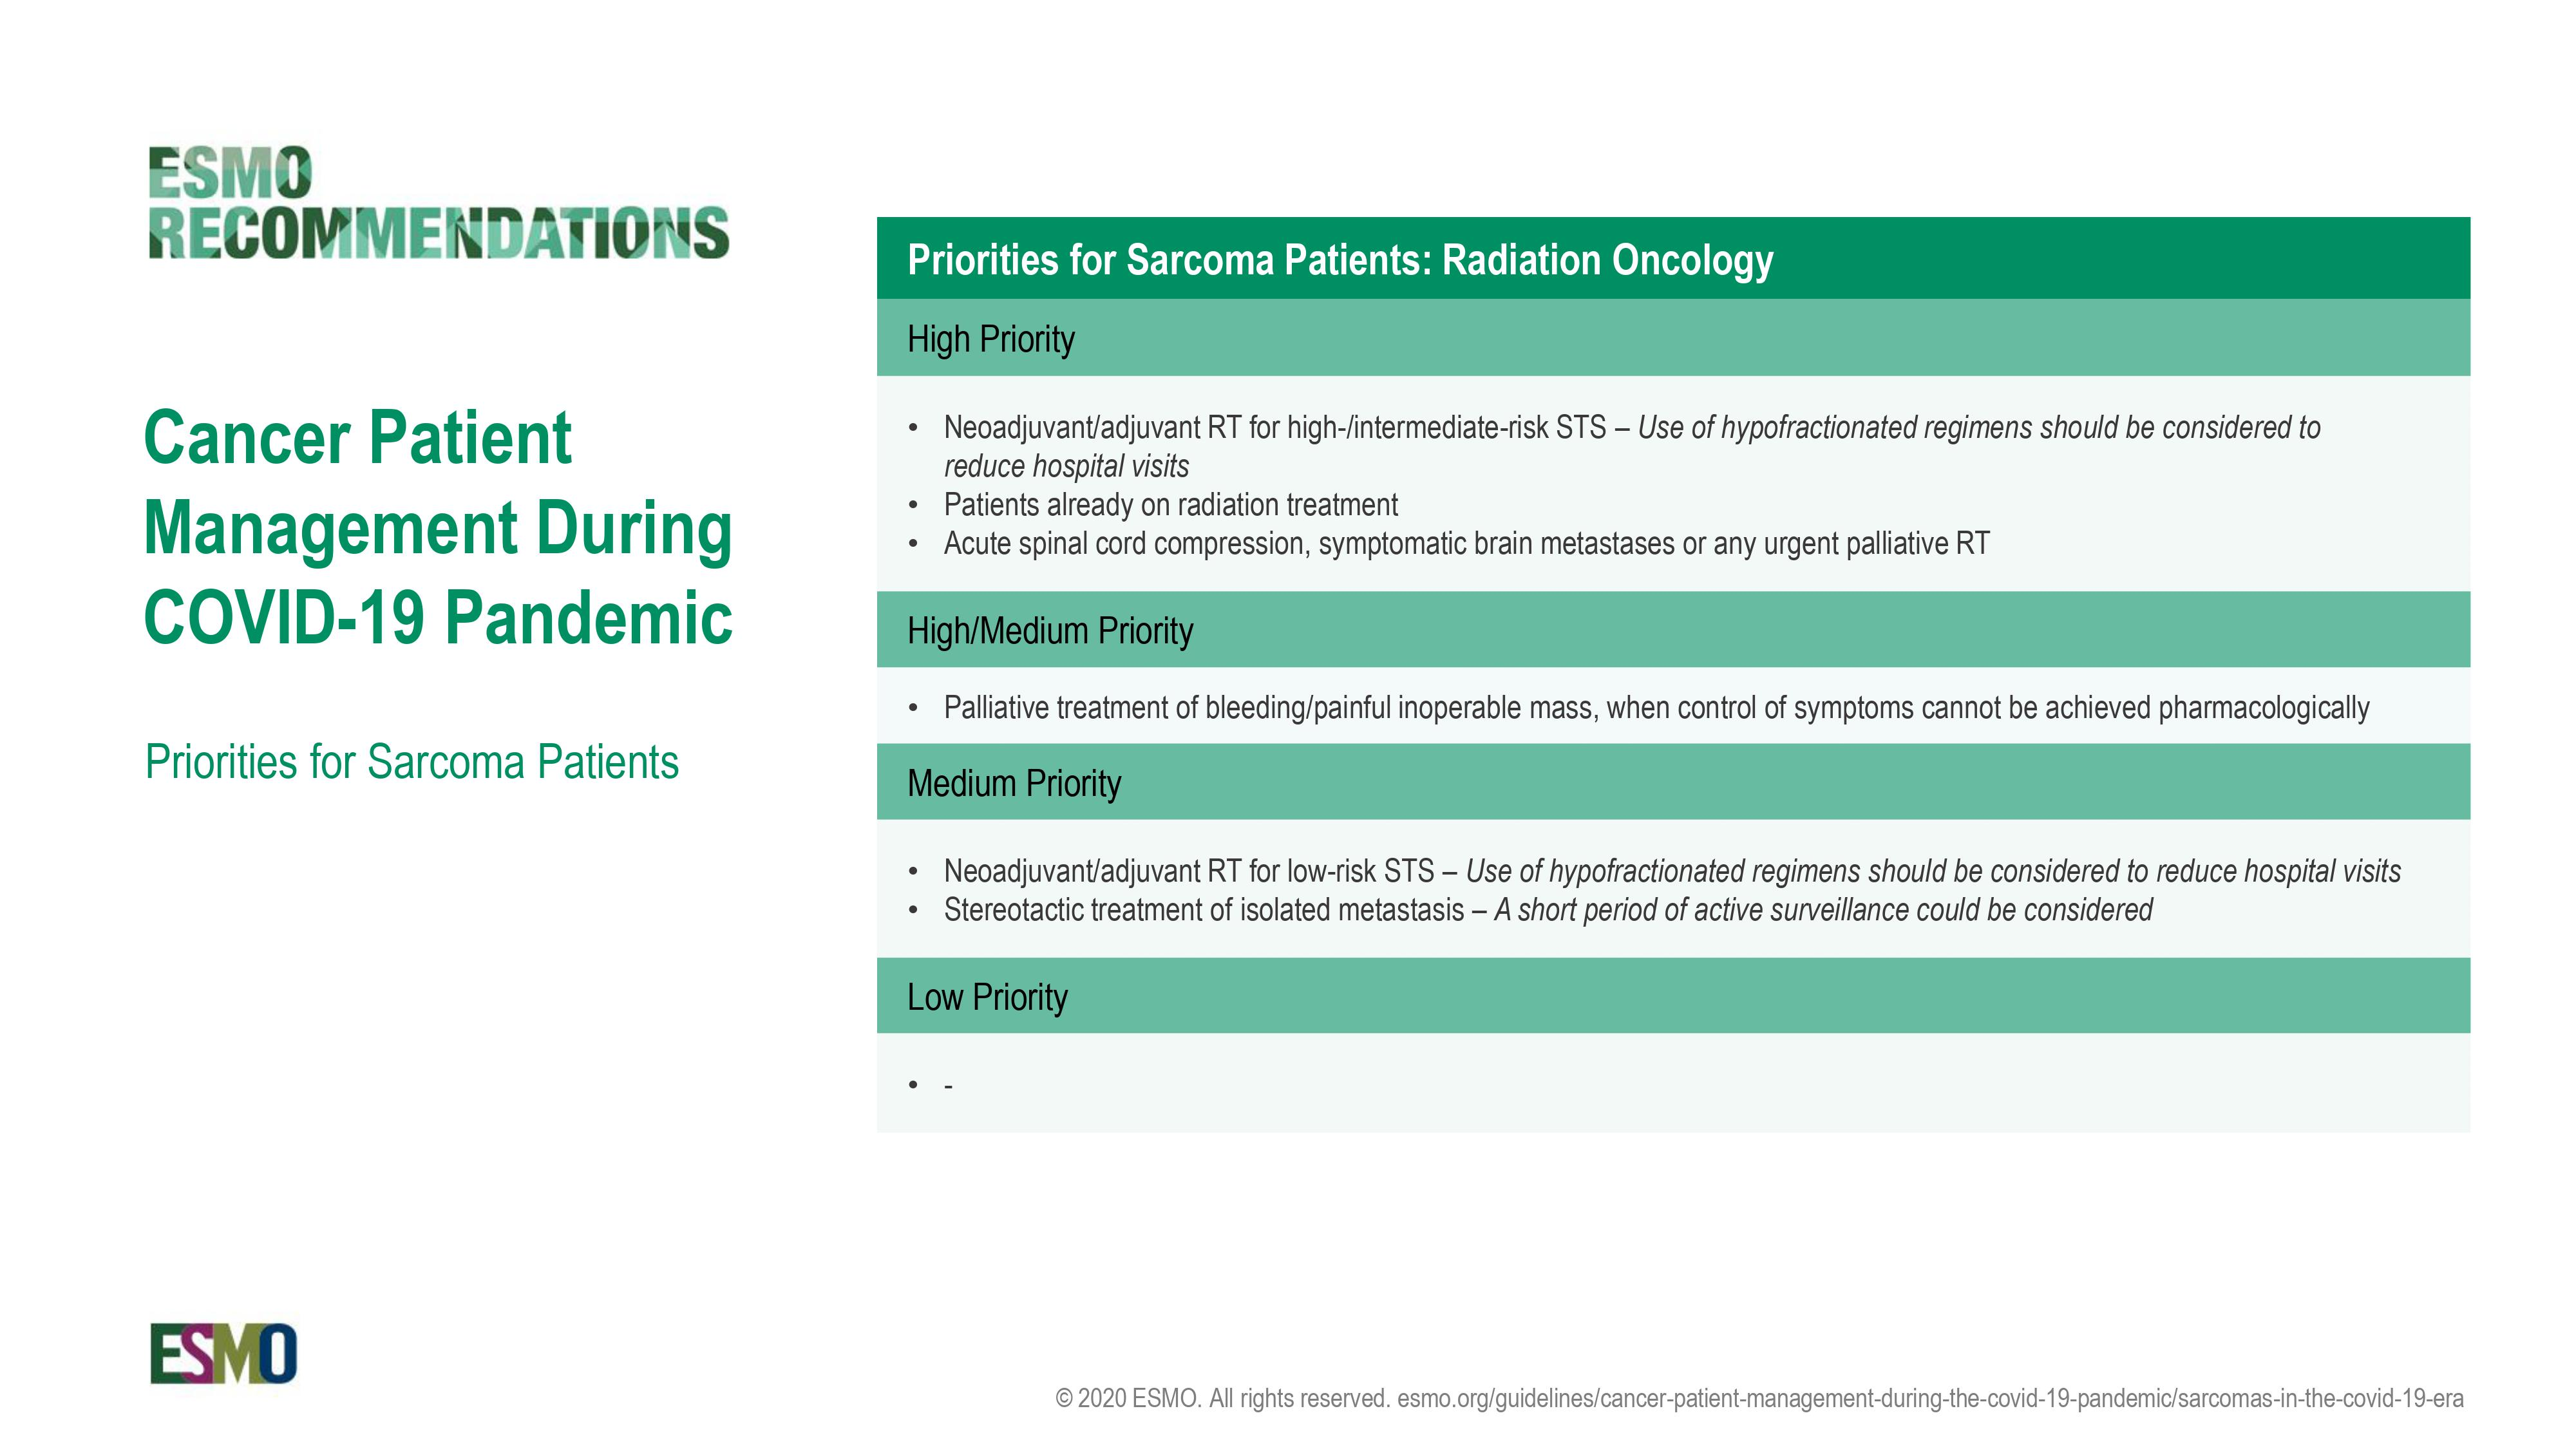 ESMO
RECOMMENDATIONS
Cancer Patient
Management During
COVID-19 Pandemic
Priorities for Sarcoma Patients
Priorities for Sarcoma Patients: Radiation Oncology
High Priority
• Neoadjuvant/adjuvant RT for high-/intermediate-risk STS – Use of hypofractionated regimens should be considered to
reduce hospital visits
• Patients already on radiation treatment
• Acute spinal cord compression, symptomatic brain metastases or any urgent palliative RT
High/Medium Priority
• Palliative treatment of bleeding/painful inoperable mass, when control of symptoms cannot be achieved pharmacologically
Medium Priority
• Neoadjuvant/adjuvant RT for low-risk STS – Use of hypofractionated regimens should be considered to reduce hospital visits
• Stereotactic treatment of isolated metastasis – A short period of active surveillance could be considered
Low Priority
• -
ESMO
© 2020 ESMO. All rights reserved. esmo.org/guidelines/cancer-patient-management-during-the-covid-19-pandemic/sarcomas-in-the-covid-19-era